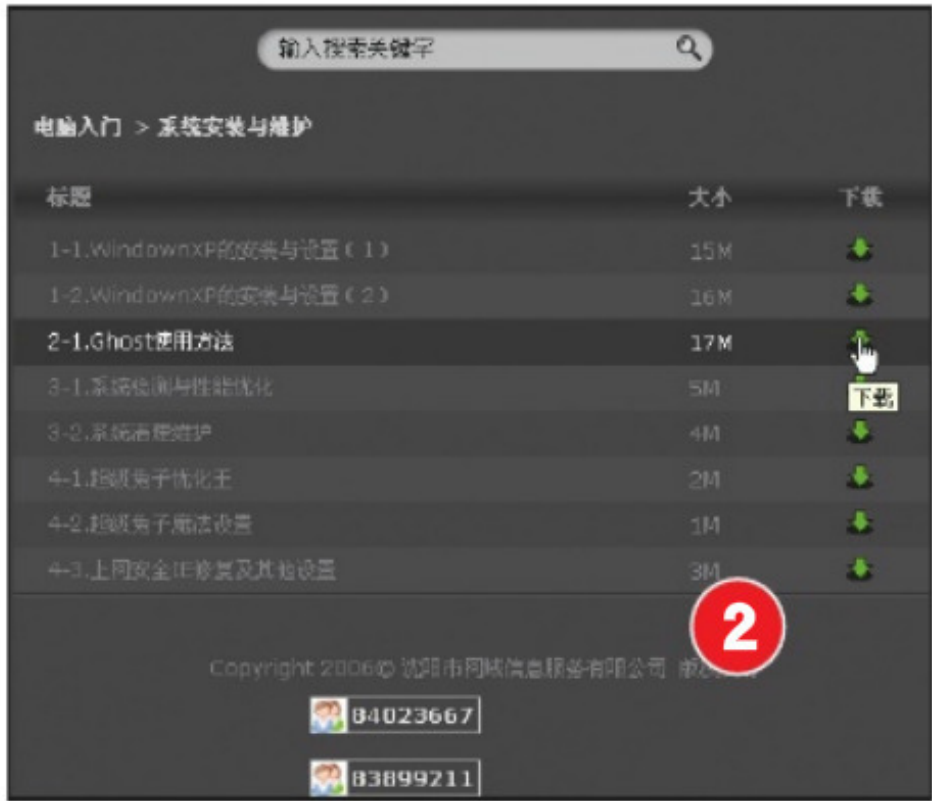 输入搜索关键字
电脑入门 > 系统安装与维护
标题 大小 下载
1-1.WindownXP的安装与设置(1) 15M
1-2.WindownXP的安装与设置(2) 16M
2-1.Ghost使用方法 17M
3-1.系统检测与性能优化 5M
下载
3-2.系统清理维护 4M
4-1.超级兔子优化王 2M
4-2.超级兔子魔法设置 1M
4-3.上网安全IE修复及其他设置 3M
2
Copyright 2006© 沈阳市网域信息服务有限公司
84023667
83899211